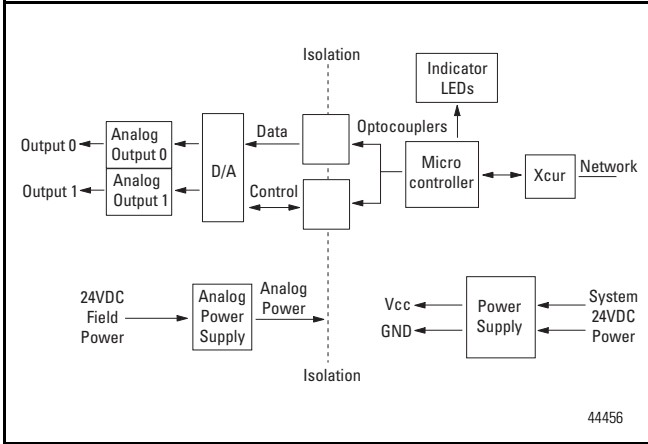 Isolation
Indicator
LEDs
Output 0
Analog
Output 0
D/A
Data
Optocouplers
Micro
controller
Xcur
Network
Output 1
Analog
Output 1
Control
24VDC
Field
Power
Analog
Power
Supply
Analog
Power
Vcc
GND
Power
Supply
System
24VDC
Power
Isolation
44456